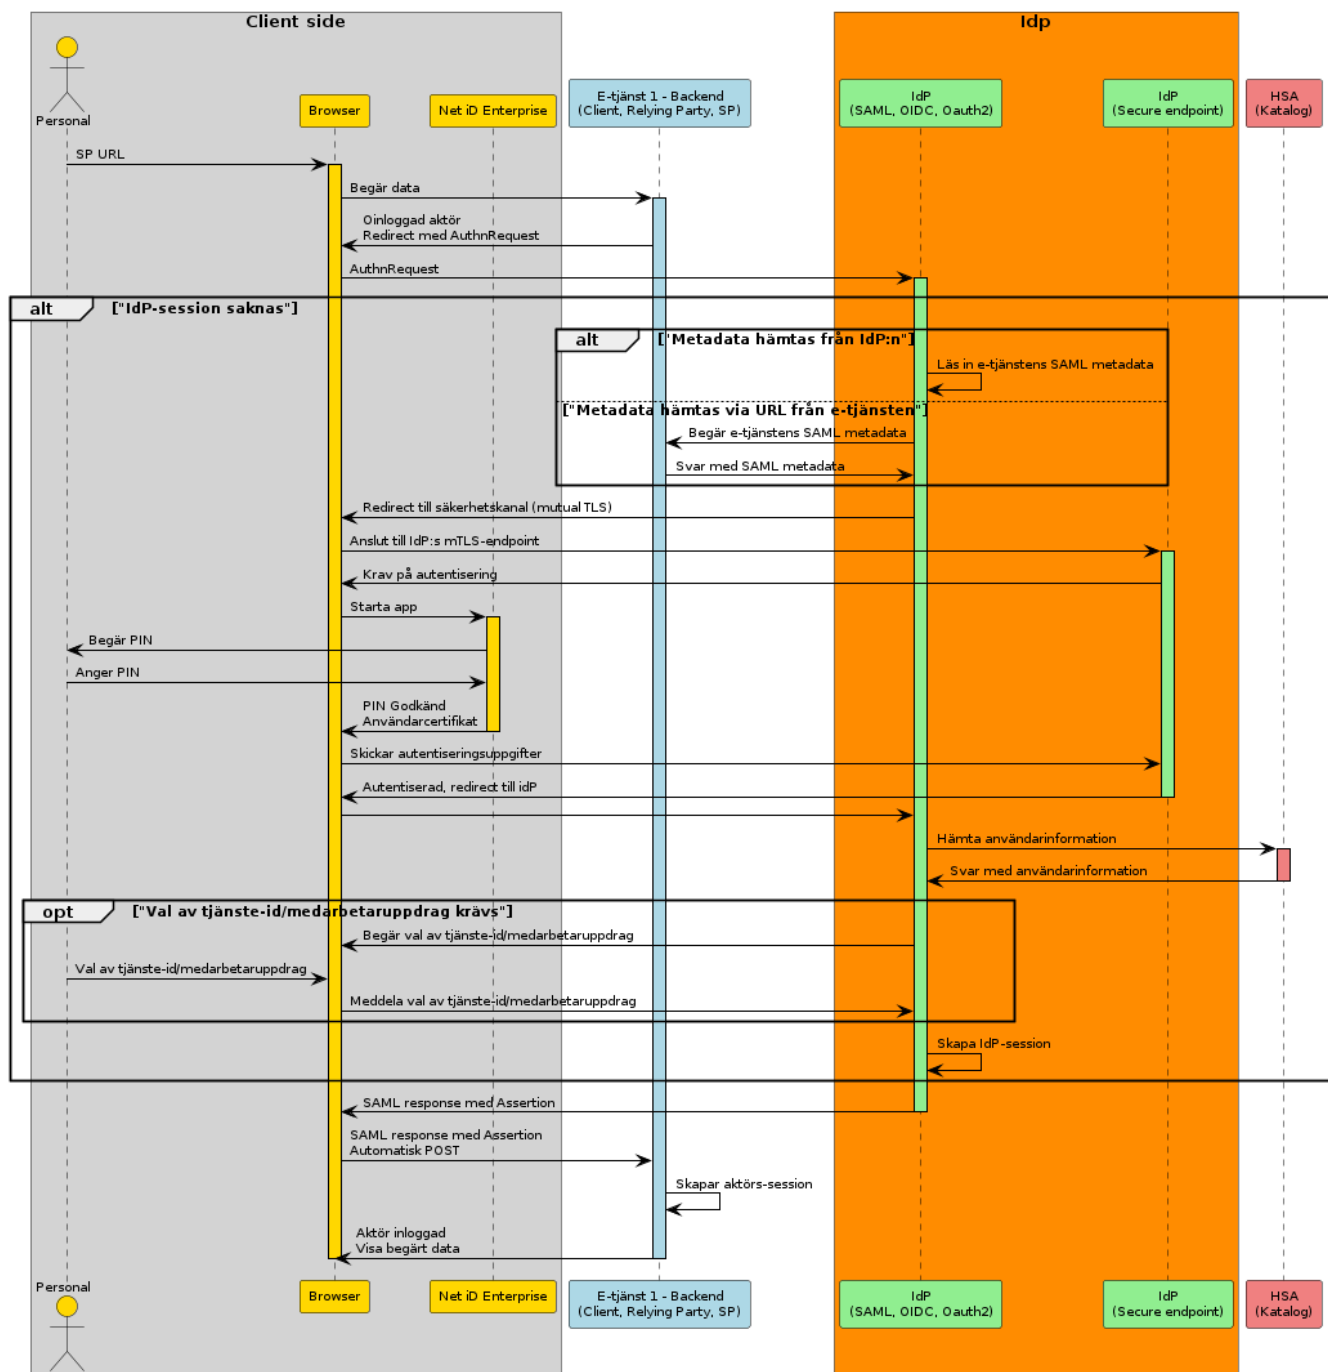 Client side
Idp
Personal
Browser
Net iD Enterprise
E-tjänst 1 - Backend
(Client, Relying Party, SP)
IdP
(SAML, OIDC, Oauth2)
IdP
(Secure endpoint)
HSA
(Katalog)
SP URL
Begär data
Oinloggad aktör
Redirect med AuthnRequest
AuthnRequest
alt ["IdP-session saknas"]
alt ["Metadata hämtas från IdP:n"]
Läs in e-tjänstens SAML metadata
["Metadata hämtas via URL från e-tjänsten"]
Begär e-tjänstens SAML metadata
Svar med SAML metadata
Redirect till säkerhetskanal (mutual TLS)
Anslut till IdP:s mTLS-endpoint
Krav på autentisering
Starta app
Begär PIN
Anger PIN
PIN Godkänd
Användarcertifikat
Skickar autentiseringsuppgifter
Autentiserad, redirect till idP
Hämta användarinformation
Svar med användarinformation
opt ["Val av tjänste-id/medarbetaruppdrag krävs"]
Begär val av tjänste-id/medarbetaruppdrag
Val av tjänste-id/medarbetaruppdrag
Meddela val av tjänste-id/medarbetaruppdrag
Skapa IdP-session
SAML response med Assertion
SAML response med Assertion
Automatisk POST
Skapar aktörs-session
Aktör inloggad
Visa begärt data
Personal
Browser
Net iD Enterprise
E-tjänst 1 - Backend
(Client, Relying Party, SP)
IdP
(SAML, OIDC, Oauth2)
IdP
(Secure endpoint)
HSA
(Katalog)